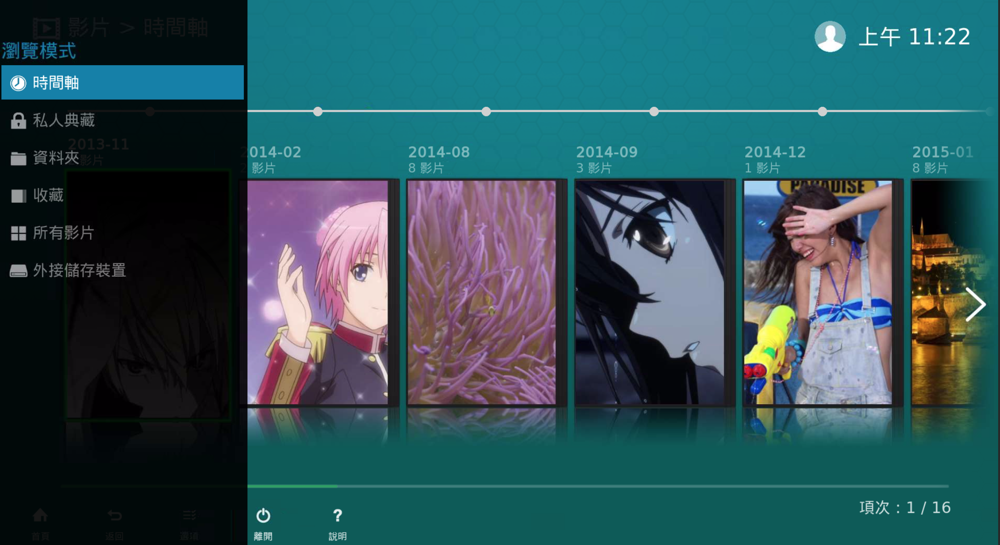 影片 > 時間軸
上午 11:22
瀏覽模式
時間軸
私人典藏
資料夾
收藏
所有影片
外接儲存裝置
2013-11
影片
2014-02
2 影片
2014-08
8 影片
2014-09
3 影片
2014-12
1 影片
2015-01
8 影片
PARADISE
項次 : 1 / 16
首頁
返回
選項
離開
說明